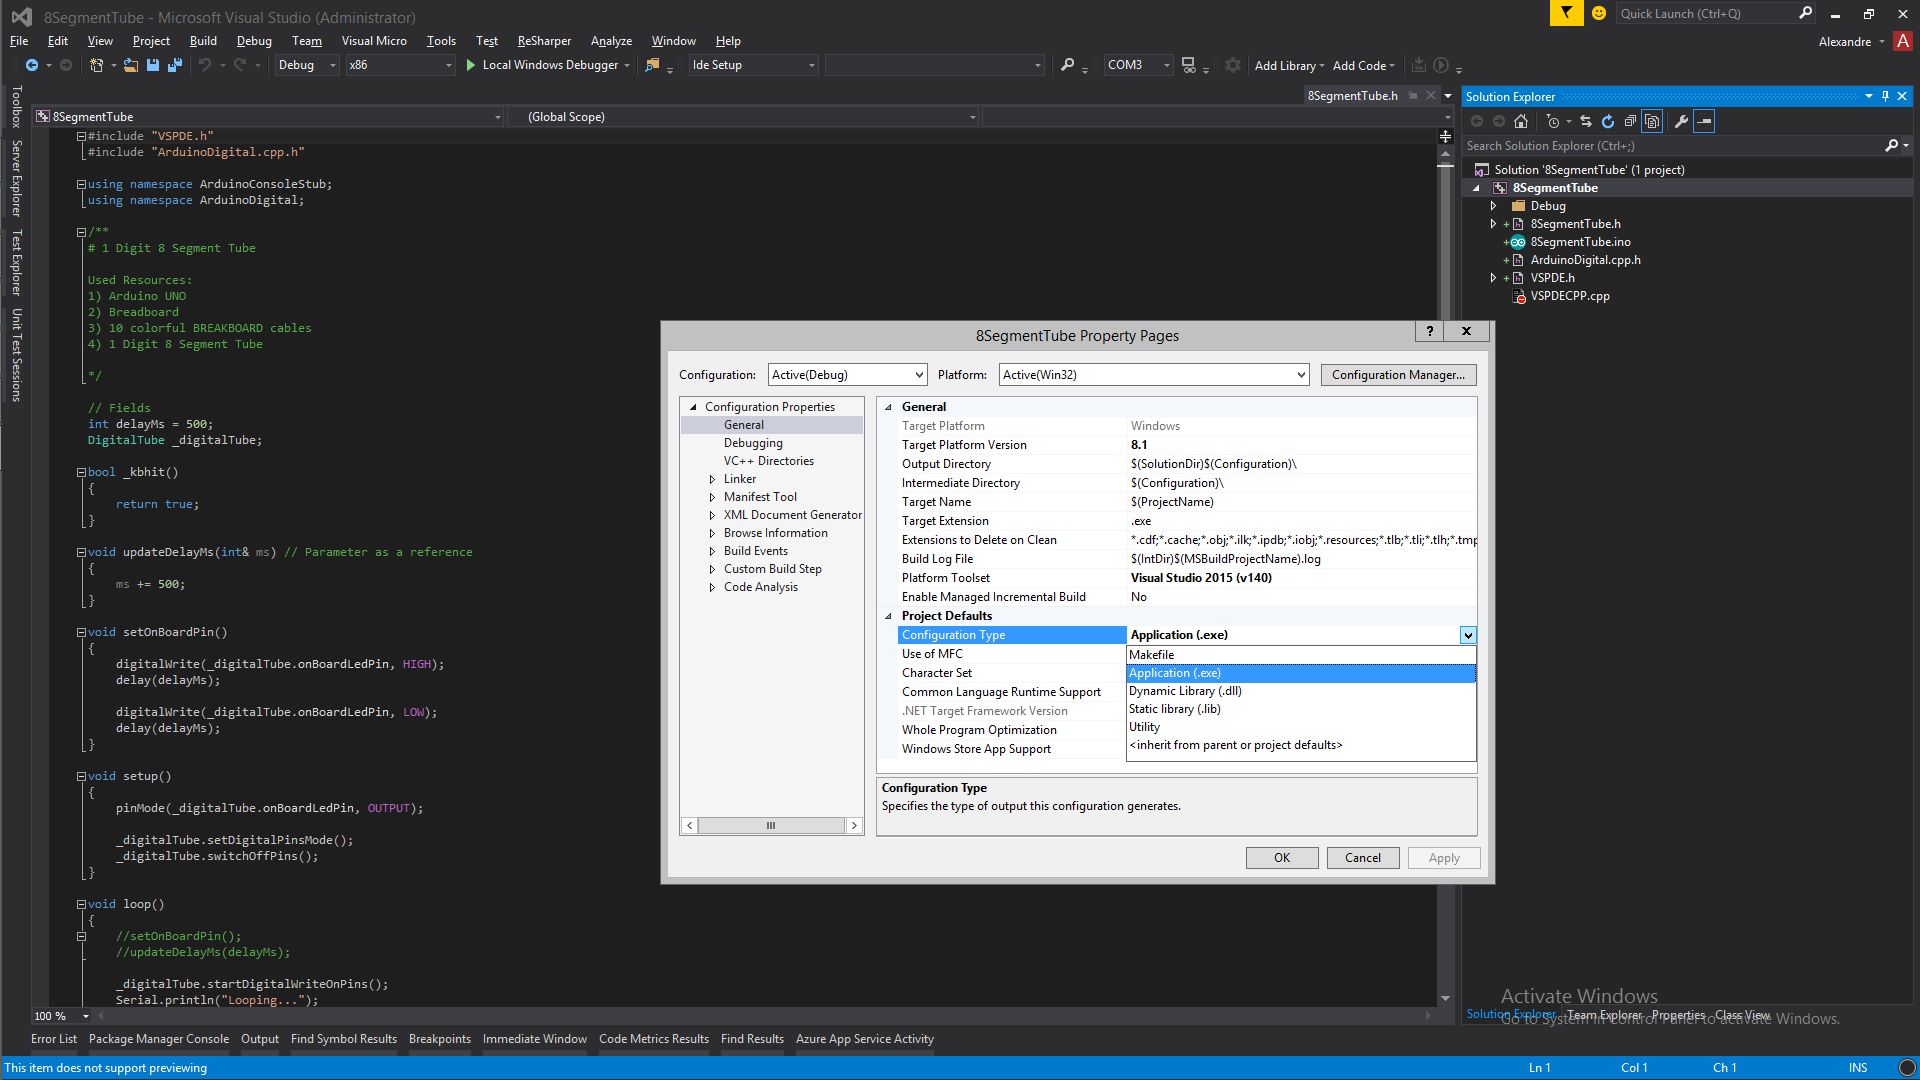 8SegmentTube - Microsoft Visual Studio (Administrator)
Quick Launch (Ctrl+Q)
File Edit View Project Build Debug Team Visual Micro Tools Test ReSharper Analyze Window Help
Alexandre A
Debug x86 Local Windows Debugger Ide Setup COM3 Add Library Add Code
Toolbox
Server Explorer
Test Explorer
Unit Test Sessions
8SegmentTube.h
8SegmentTube (Global Scope)
#include "VSPDE.h"
#include "ArduinoDigital.cpp.h"
using namespace ArduinoConsoleStub;
using namespace ArduinoDigital;
/**
# 1 Digit 8 Segment Tube
Used Resources:
1) Arduino UNO
2) Breadboard
3) 10 colorful BREAKBOARD cables
4) 1 Digit 8 Segment Tube
*/
// Fields
int delayMs = 500;
DigitalTube _digitalTube;
bool _kbhit()
{
return true;
}
void updateDelayMs(int& ms) // Parameter as a reference
{
ms += 500;
}
void setOnBoardPin()
{
digitalWrite(_digitalTube.onBoardLedPin, HIGH);
delay(delayMs);
digitalWrite(_digitalTube.onBoardLedPin, LOW);
delay(delayMs);
}
void setup()
{
pinMode(_digitalTube.onBoardLedPin, OUTPUT);
_digitalTube.setDigitalPinsMode();
_digitalTube.switchOffPins();
}
void loop()
{
//setOnBoardPin();
//updateDelayMs(delayMs);
_digitalTube.startDigitalWriteOnPins();
Serial.println("Looping...");
100 %
8SegmentTube Property Pages
? X
Configuration: Active(Debug) Platform: Active(Win32) Configuration Manager...
Configuration Properties
General
Debugging
VC++ Directories
Linker
Manifest Tool
XML Document Generator
Browse Information
Build Events
Custom Build Step
Code Analysis
General
Target Platform Windows
Target Platform Version 8.1
Output Directory $(SolutionDir)$(Configuration)\
Intermediate Directory $(Configuration)\
Target Name $(ProjectName)
Target Extension .exe
Extensions to Delete on Clean *.cdf;*.cache;*.obj;*.ilk;*.ipdb;*.iobj;*.resources;*.tlb;*.tli;*.tlh;*.tmp
Build Log File $(IntDir)$(MSBuildProjectName).log
Platform Toolset Visual Studio 2015 (v140)
Enable Managed Incremental Build No
Project Defaults
Configuration Type Application (.exe)
Use of MFC
Character Set
Common Language Runtime Support
.NET Target Framework Version
Whole Program Optimization
Windows Store App Support
Makefile
Application (.exe)
Dynamic Library (.dll)
Static library (.lib)
Utility
<inherit from parent or project defaults>
Configuration Type
Specifies the type of output this configuration generates.
OK Cancel Apply
Solution Explorer
Search Solution Explorer (Ctrl+;)
Solution '8SegmentTube' (1 project)
8SegmentTube
Debug
8SegmentTube.h
8SegmentTube.ino
ArduinoDigital.cpp.h
VSPDE.h
VSPDECPP.cpp
Activate Windows
Go to System in Control Panel to activate Windows.
Solution Explorer Team Explorer Properties Class View
Error List Package Manager Console Output Find Symbol Results Breakpoints Immediate Window Code Metrics Results Find Results Azure App Service Activity
This item does not support previewing
Ln 1 Col 1 Ch 1 INS